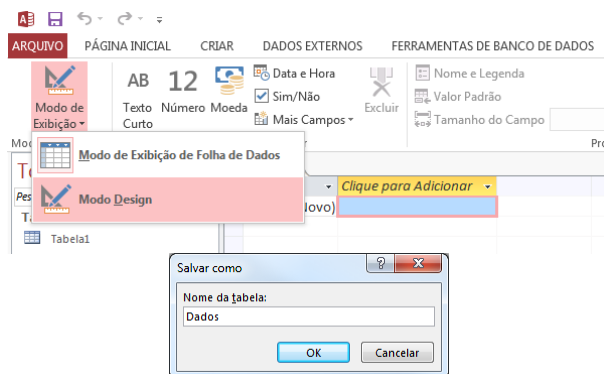 ARQUIVO PÁGINA INICIAL CRIAR DADOS EXTERNOS FERRAMENTAS DE BANCO DE DADOS
Modo de Exibição
AB Texto Curto
12 Número
Moeda
Data e Hora
Sim/Não
Mais Campos
Excluir
Nome e Legenda
Valor Padrão
Tamanho do Campo
Modo de Exibição de Folha de Dados
Modo Design
Pes
Tabela1
Clique para Adicionar
Novo)
Salvar como
?
Nome da tabela:
Dados
OK Cancelar